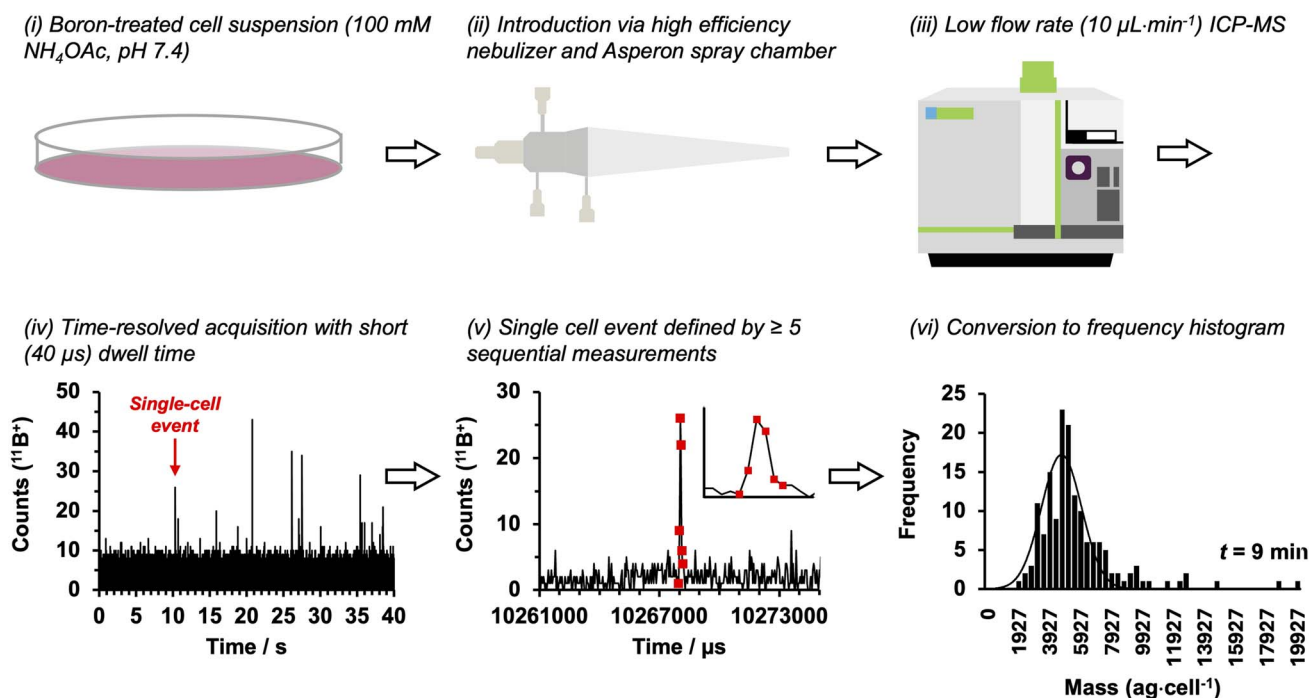 (i) Boron-treated cell suspension (100 mM
NH₄OAc, pH 7.4)
(ii) Introduction via high efficiency
nebulizer and Asperon spray chamber
(iii) Low flow rate (10 µL·min⁻¹) ICP-MS
(iv) Time-resolved acquisition with short
(40 µs) dwell time
Counts (¹¹B⁺)
50
40
30
20
10
0
Single-cell
event
0 5 10 15 20 25 30 35 40
Time / s
(v) Single cell event defined by ≥ 5
sequential measurements
Counts (¹¹B⁺)
30
25
20
15
10
5
0
10261000 10267000 10273000
Time / µs
(vi) Conversion to frequency histogram
Frequency
25
20
15
10
5
0
t = 9 min
0 1927 3927 5927 7927 9927 11927 13927 15927 17927 19927
Mass (ag·cell⁻¹)